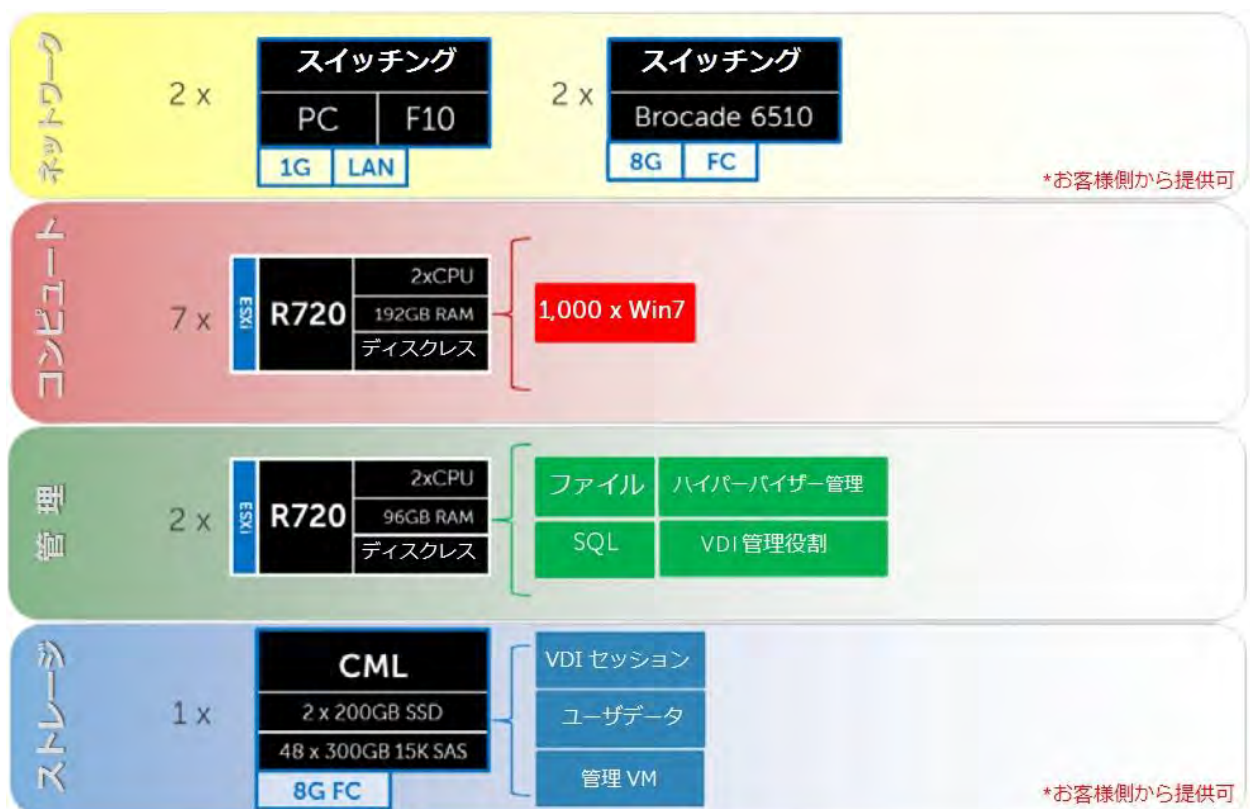 ネットワーク
2 x
スイッチング
PC F10
1G LAN
2 x
スイッチング
Brocade 6510
8G FC
*お客様側から提供可
コンピュート
7 x
ESXi
R720
2xCPU
192GB RAM
ディスクレス
1,000 x Win7
管 理
2 x
ESXi
R720
2xCPU
96GB RAM
ディスクレス
ファイル ハイパーバイザー管理
SQL VDI管理役割
ストレージ
1 x
CML
2 x 200GB SSD
48 x 300GB 15K SAS
8G FC
VDI セッション
ユーザデータ
管理 VM
*お客様側から提供可